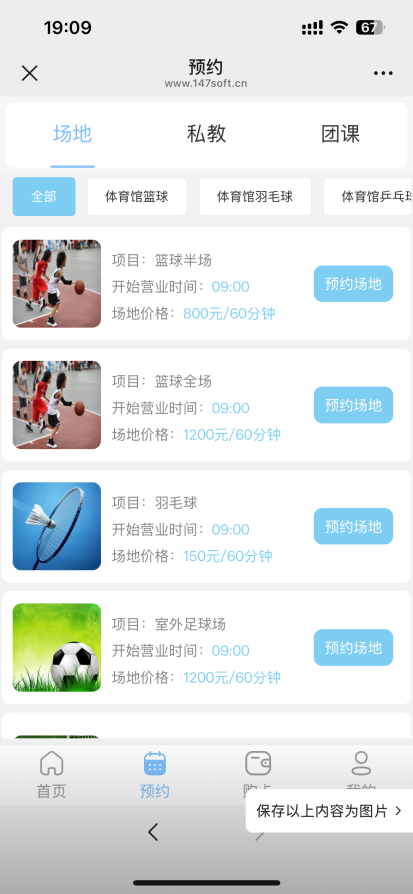 19:09
67
预约
www.147soft.cn
场地 私教 团课
全部 体育馆篮球 体育馆羽毛球 体育馆乒乓球
项目：篮球半场
开始营业时间：09:00
场地价格：800元/60分钟
预约场地
项目：篮球全场
开始营业时间：09:00
场地价格：1200元/60分钟
预约场地
项目：羽毛球
开始营业时间：09:00
场地价格：150元/60分钟
预约场地
项目：室外足球场
开始营业时间：09:00
场地价格：1200元/60分钟
预约场地
首页 预约 购卡 我的
保存以上内容为图片